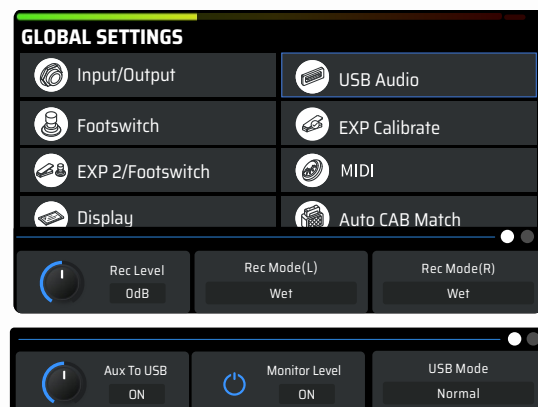 GLOBAL SETTINGS
Input/Output
USB Audio
Footswitch
EXP Calibrate
EXP 2/Footswitch
MIDI
Display
Auto CAB Match
Rec Level
0dB
Rec Mode(L)
Wet
Rec Mode(R)
Wet
Aux To USB
ON
Monitor Level
ON
USB Mode
Normal